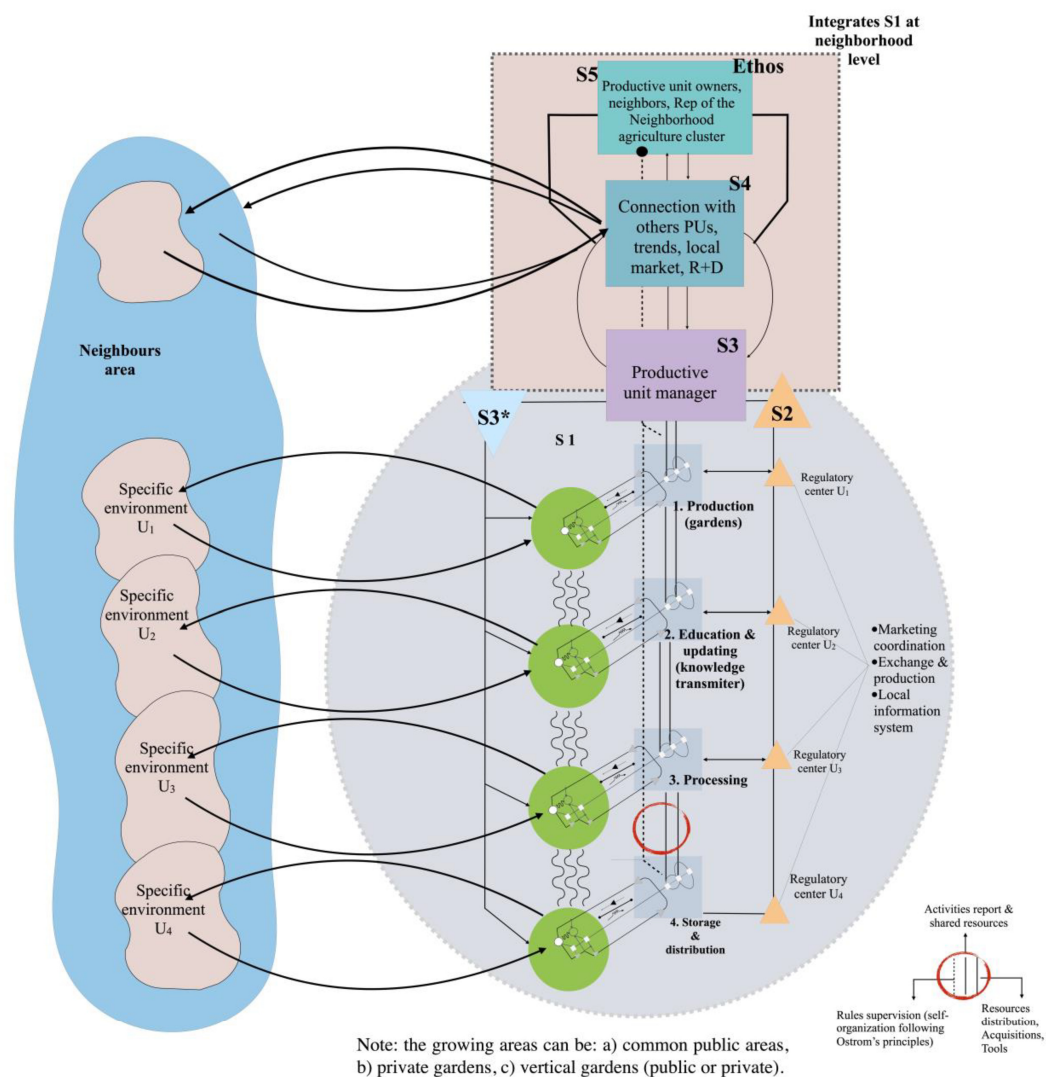 Integrates S1 at
neighborhood
level
S5
Ethos
Productive unit owners,
neighbors, Rep of the
Neighborhood
agriculture cluster
S4
Connection with
others PUs,
trends, local
market, R+D
S3
Productive
unit manager
Neighbours
area
S3*
S2
S 1
Specific
environment
U1
Regulatory
center U1
1. Production
(gardens)
Specific
environment
U2
Regulatory
center U2
2. Education &
updating
(knowledge
transmiter)
•Marketing
coordination
•Exchange &
production
•Local
information
system
Specific
environment
U3
Regulatory
center U3
3. Processing
Specific
environment
U4
Regulatory
center U4
4. Storage
&
distribution
Activities report &
shared resources
Rules supervision (self-
organization following
Ostrom's principles)
Resources
distribution,
Acquisitions,
Tools
Note: the growing areas can be: a) common public areas,
b) private gardens, c) vertical gardens (public or private).